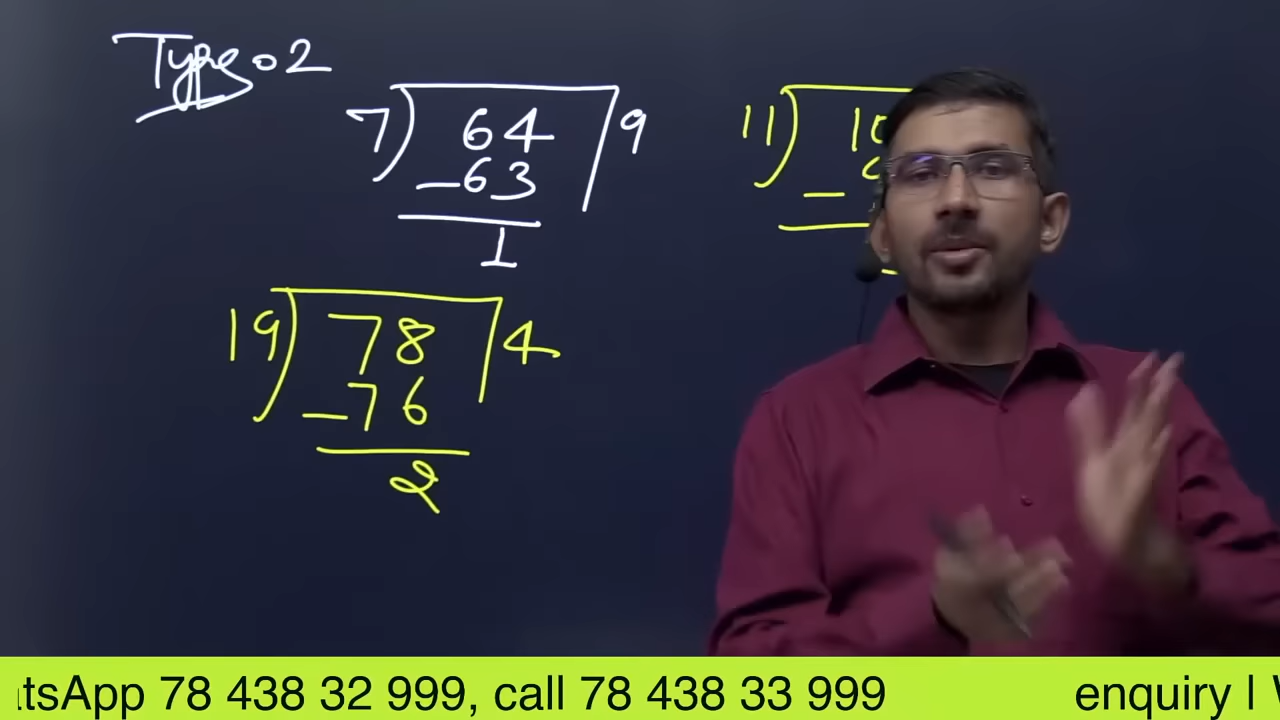 Type-2
7) 64 / 9
-63
1
11) 10
-
19) 78 / 4
-76
2
tsApp 78 438 32 999, call 78 438 33 999 enquiry |